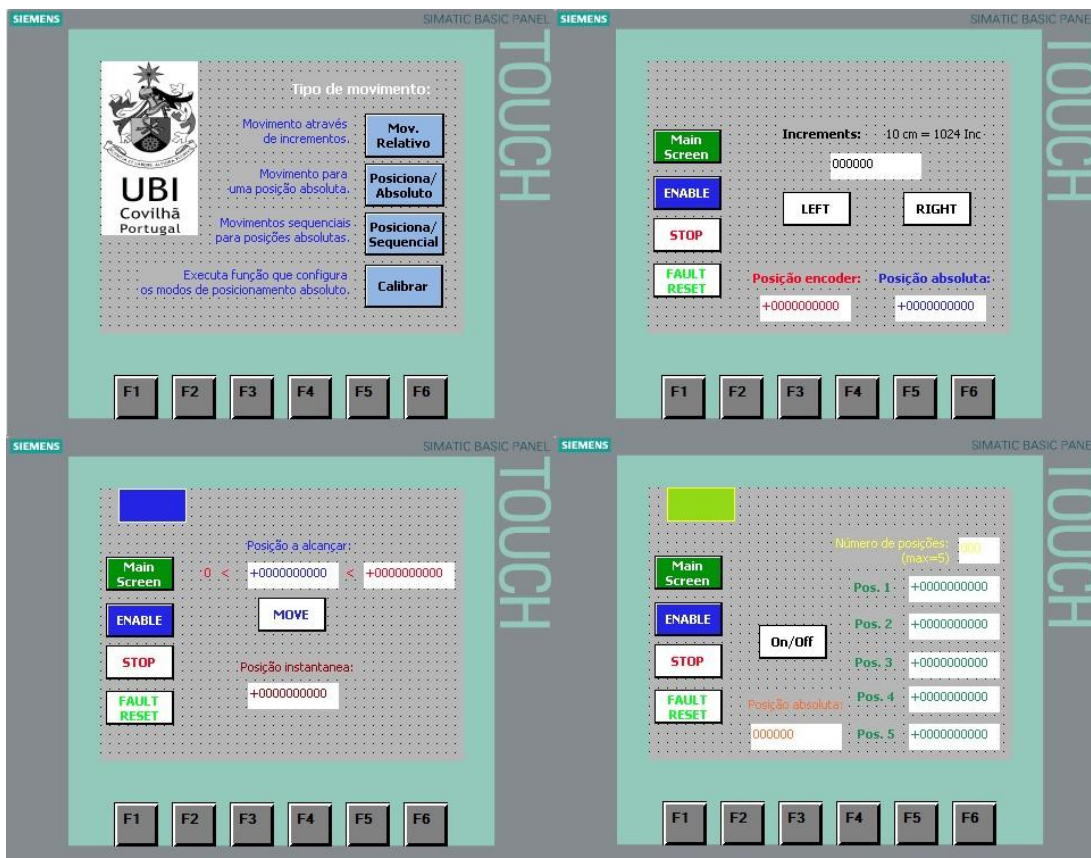 SIEMENS
SIMATIC BASIC PANEL
TOUCH
UBI
Covilhã
Portugal
Tipo de movimento:
Movimento através
de incrementos.
Mov.
Relativo
Movimento para
uma posição absoluta.
Posiciona/
Absoluto
Movimentos sequenciais
para posições absolutas.
Posiciona/
Sequencial
Executa função que configura
os modos de posicionamento absoluto.
Calibrar
F1 F2 F3 F4 F5 F6
SIEMENS
SIMATIC BASIC PANE
TOUCH
Main
Screen
ENABLE
STOP
FAULT
RESET
Increments: 10 cm = 1024 Inc
000000
LEFT RIGHT
Posição encoder: Posição absoluta:
+0000000000 +0000000000
F1 F2 F3 F4 F5 F6
SIEMENS
SIMATIC BASIC PANEL
TOUCH
Main
Screen
ENABLE
STOP
FAULT
RESET
Posição a alcançar:
0 < +0000000000 < +0000000000
MOVE
Posição instantanea:
+0000000000
F1 F2 F3 F4 F5 F6
SIMATIC BASIC PANE
TOUCH
Main
Screen
ENABLE
STOP
FAULT
RESET
Número de posições: 000
(max=5)
On/Off
Pos. 1 +0000000000
Pos. 2 +0000000000
Pos. 3 +0000000000
Pos. 4 +0000000000
Pos. 5 +0000000000
Posição absoluta:
000000
F1 F2 F3 F4 F5 F6